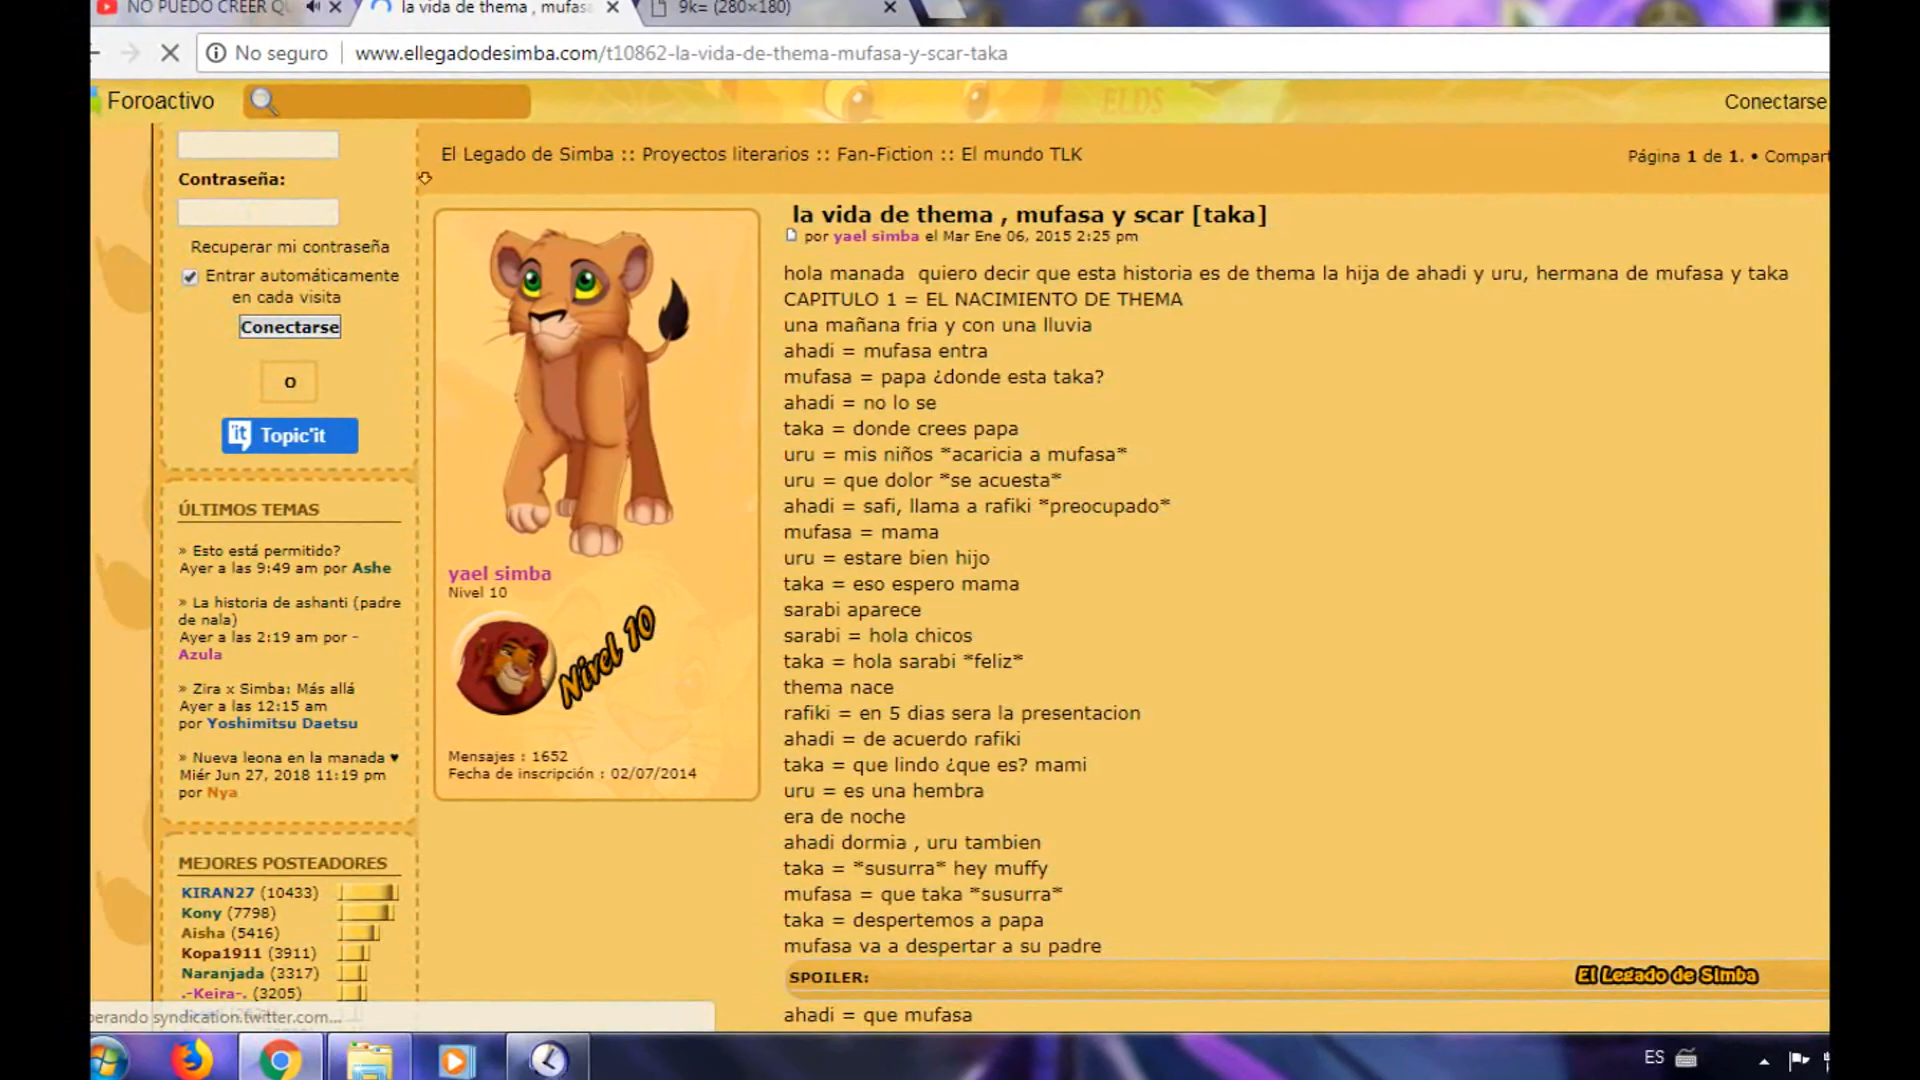 NO PUEDO CREER QU
la vida de thema , mufas
9k= (280×180)
No seguro
www.ellegadodesimba.com/t10862-la-vida-de-thema-mufasa-y-scar-taka
Foroactivo
ELDS
Conectarse
Contraseña:
Recuperar mi contraseña
Entrar automáticamente
en cada visita
Conectarse
0
Topic'it
ÚLTIMOS TEMAS
» Esto está permitido?
Ayer a las 9:49 am por Ashe
» La historia de ashanti (padre
de nala)
Ayer a las 2:19 am por -
Azula
» Zira x Simba: Más allá
Ayer a las 12:15 am
por Yoshimitsu Daetsu
» Nueva leona en la manada ♥
Miér Jun 27, 2018 11:19 pm
por Nya
MEJORES POSTEADORES
KIRAN27 (10433)
Kony (7798)
Aisha (5416)
Kopa1911 (3911)
Naranjada (3317)
.-Keira-. (3205)
El Legado de Simba :: Proyectos literarios :: Fan-Fiction :: El mundo TLK
Página 1 de 1. • Compart
yael simba
Nivel 10
Nivel 10
Mensajes : 1652
Fecha de inscripción : 02/07/2014
la vida de thema , mufasa y scar [taka]
por yael simba el Mar Ene 06, 2015 2:25 pm
hola manada quiero decir que esta historia es de thema la hija de ahadi y uru, hermana de mufasa y taka
CAPITULO 1 = EL NACIMIENTO DE THEMA
una mañana fria y con una lluvia
ahadi = mufasa entra
mufasa = papa ¿donde esta taka?
ahadi = no lo se
taka = donde crees papa
uru = mis niños *acaricia a mufasa*
uru = que dolor *se acuesta*
ahadi = safi, llama a rafiki *preocupado*
mufasa = mama
uru = estare bien hijo
taka = eso espero mama
sarabi aparece
sarabi = hola chicos
taka = hola sarabi *feliz*
thema nace
rafiki = en 5 dias sera la presentacion
ahadi = de acuerdo rafiki
taka = que lindo ¿que es? mami
uru = es una hembra
era de noche
ahadi dormia , uru tambien
taka = *susurra* hey muffy
mufasa = que taka *susurra*
taka = despertemos a papa
mufasa va a despertar a su padre
SPOILER:
El Legado de Simba
ahadi = que mufasa
perando syndication.twitter.com...
ES